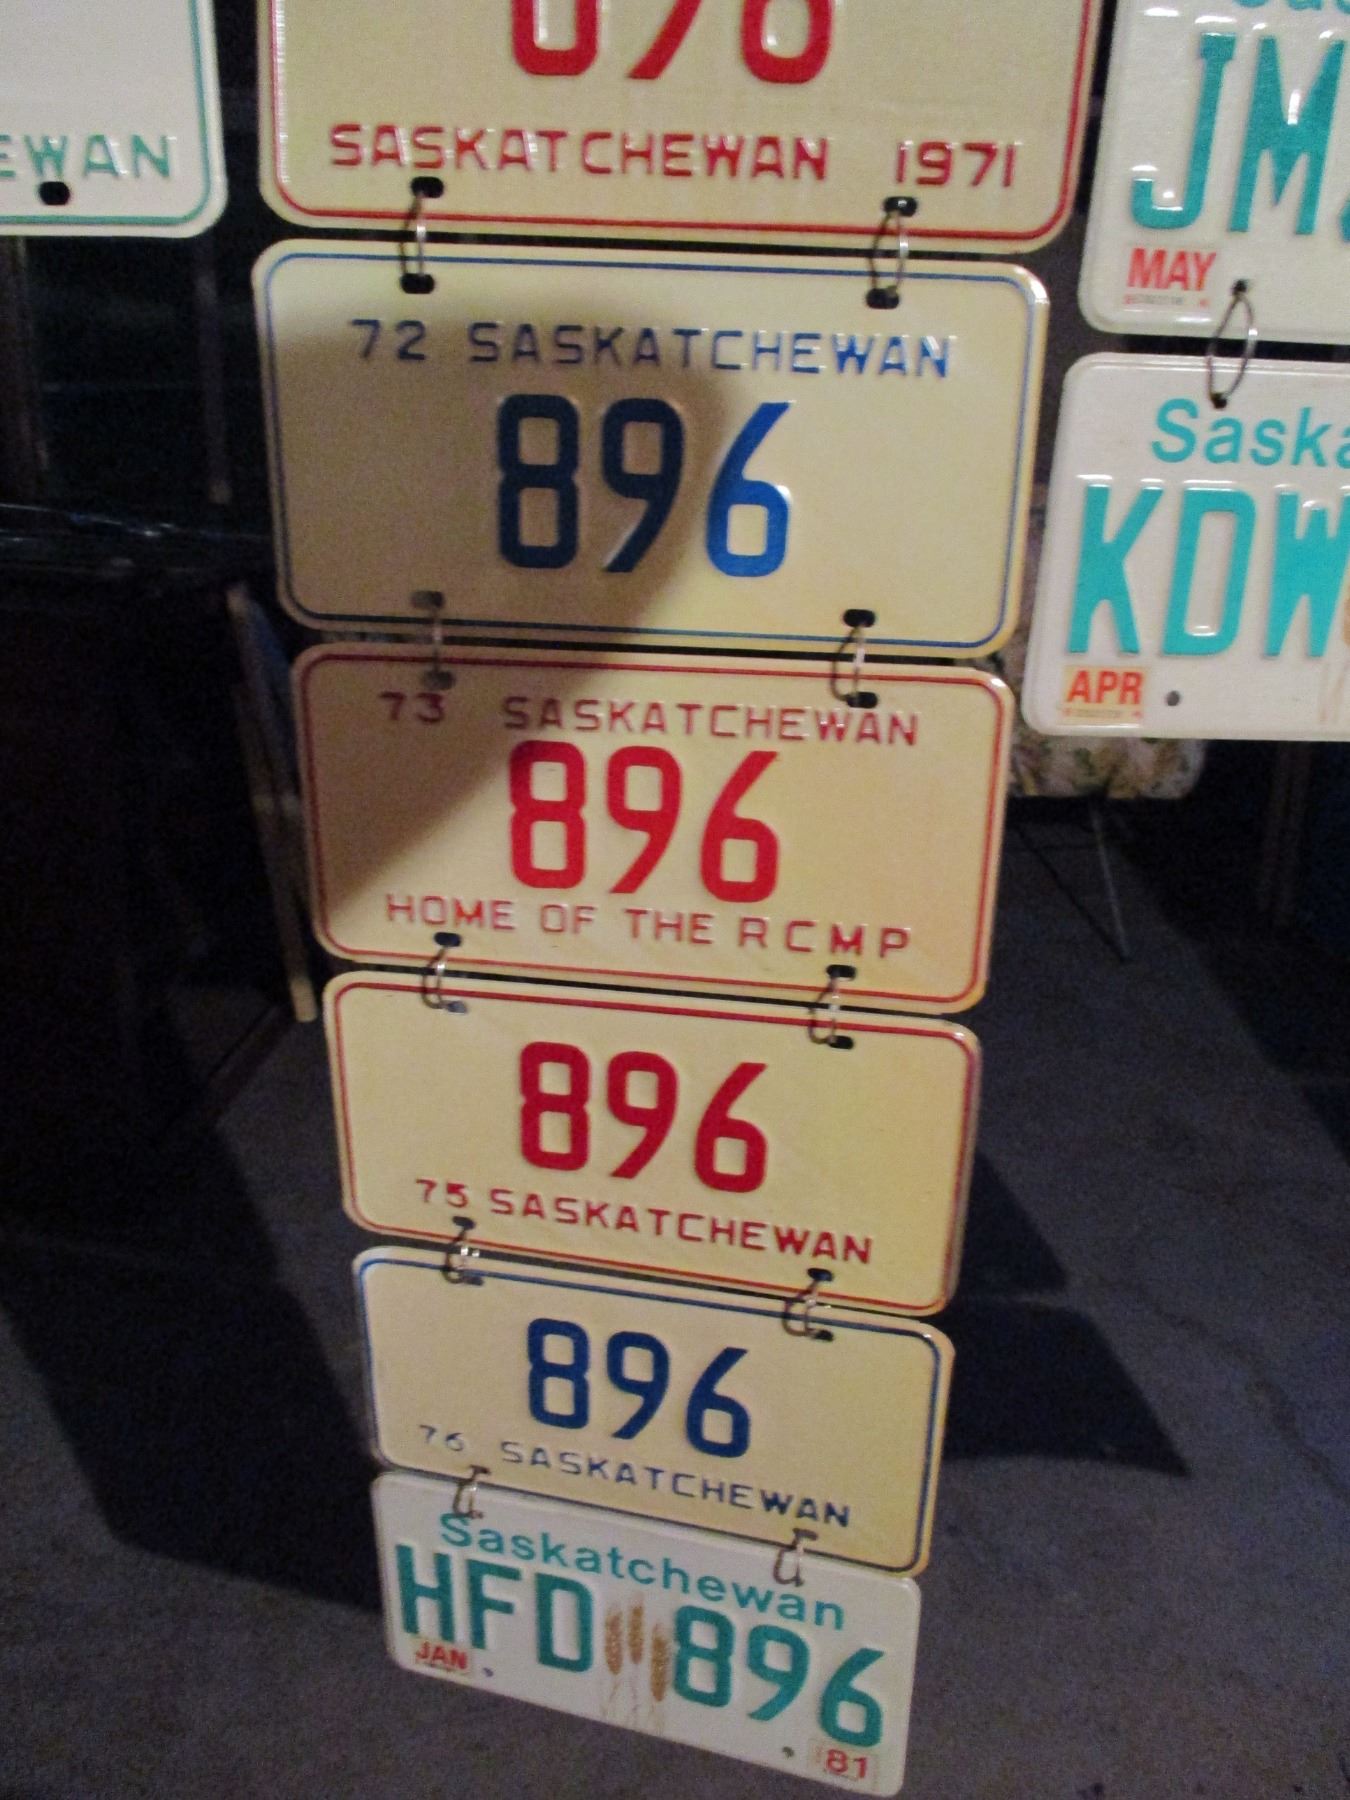 SASKATCHEWAN 1971
72 SASKATCHEWAN
896
73 SASKATCHEWAN
896
HOME OF THE RCMP
896
75 SASKATCHEWAN
896
76 SASKATCHEWAN
Saskatchewan
HFD 896
JAN
81
EWAN
JM
MAY
Saska
KDW
APR